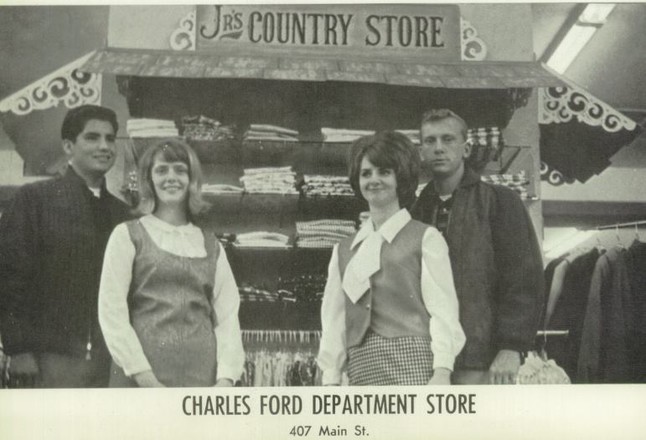 JR'S COUNTRY STORE
CHARLES FORD DEPARTMENT STORE
407 Main St.